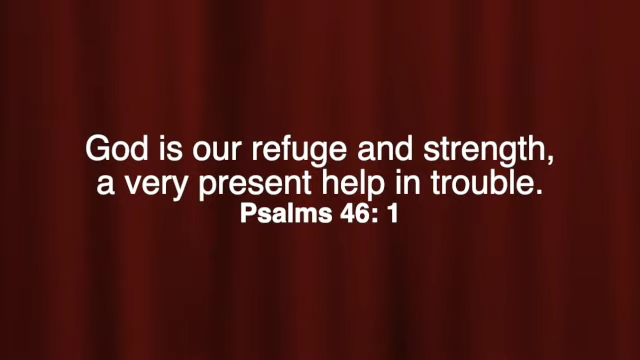 God is our refuge and strength,
a very present help in trouble.
Psalms 46: 1